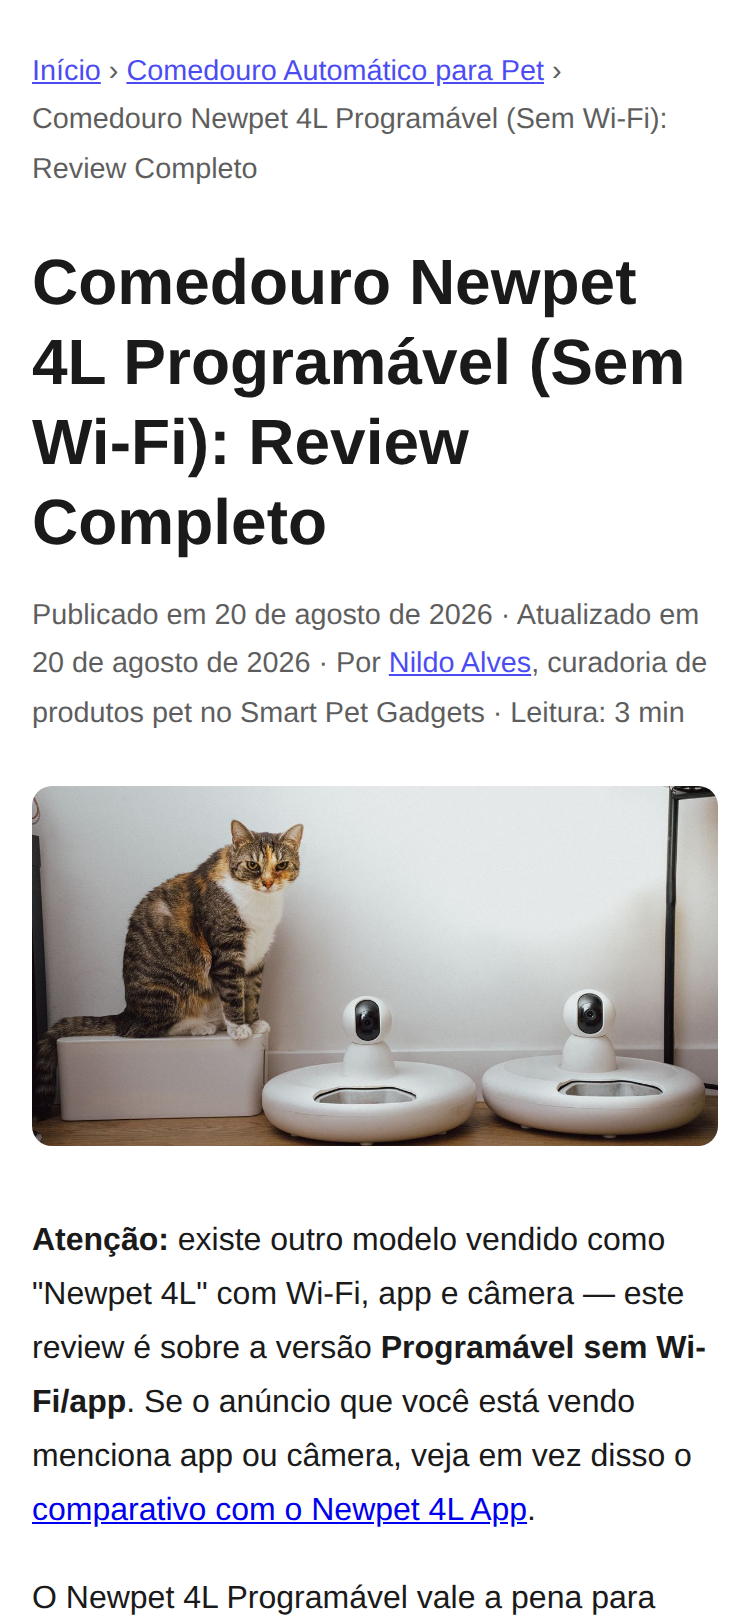 Início › Comedouro Automático para Pet ›
Comedouro Newpet 4L Programável (Sem Wi-Fi):
Review Completo
Comedouro Newpet
4L Programável (Sem
Wi-Fi): Review
Completo
Publicado em 20 de agosto de 2026 · Atualizado em
20 de agosto de 2026 · Por Nildo Alves, curadoria de
produtos pet no Smart Pet Gadgets · Leitura: 3 min
Atenção: existe outro modelo vendido como
"Newpet 4L" com Wi-Fi, app e câmera — este
review é sobre a versão Programável sem Wi-
Fi/app. Se o anúncio que você está vendo
menciona app ou câmera, veja em vez disso o
comparativo com o Newpet 4L App.
O Newpet 4L Programável vale a pena para